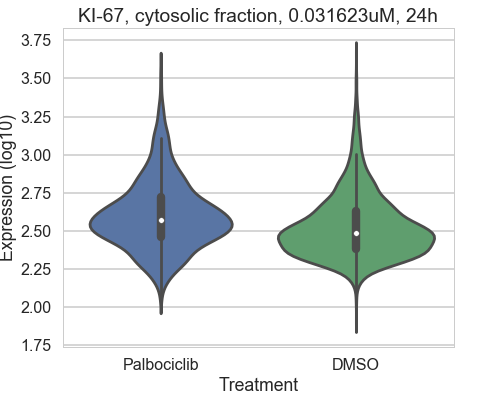 KI-67, cytosolic fraction, 0.031623uM, 24h
Expression (log10)
3.75
3.50
3.25
3.00
2.75
2.50
2.25
2.00
1.75
Palbociclib
DMSO
Treatment